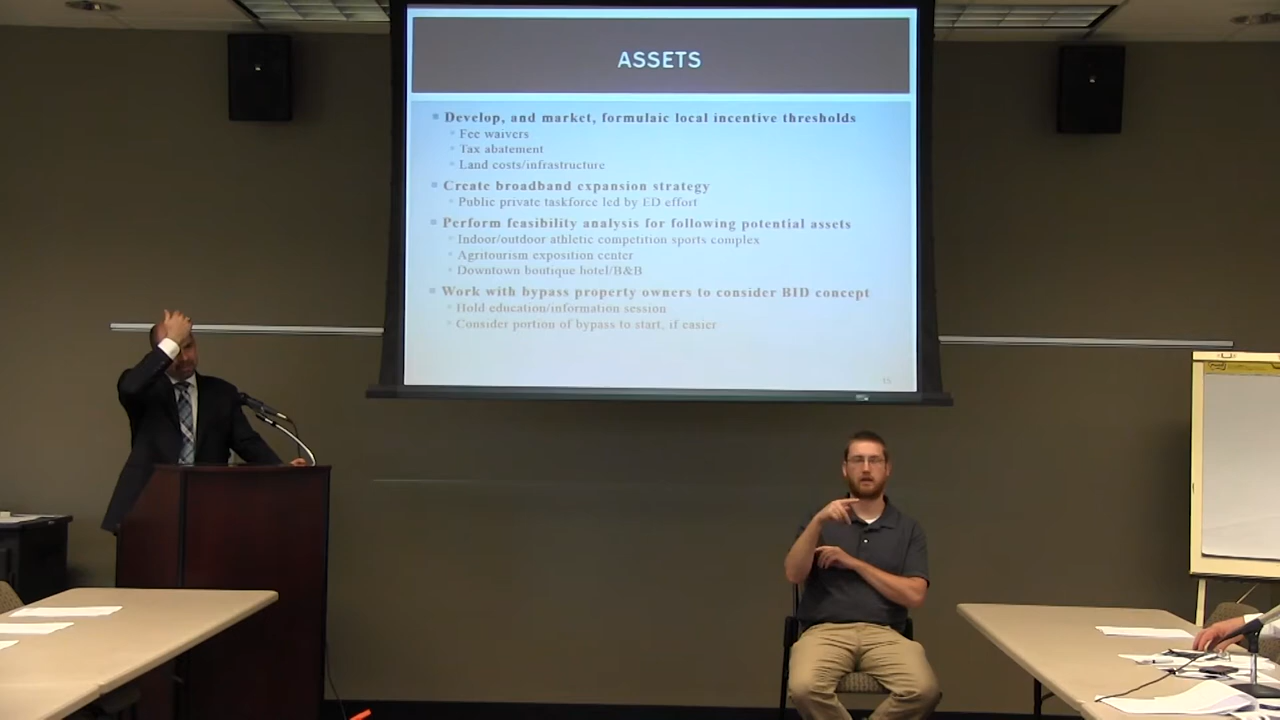 ASSETS
Develop, and market, formulaic local incentive thresholds
Fee waivers
Tax abatement
Land costs/infrastructure
Create broadband expansion strategy
Public private taskforce led by ED effort
Perform feasibility analysis for following potential assets
Indoor/outdoor athletic competition sports complex
Agritourism exposition center
Downtown boutique hotel/B&B
Work with bypass property owners to consider BID concept
Hold education/information session
Consider portion of bypass to start, if easier
15